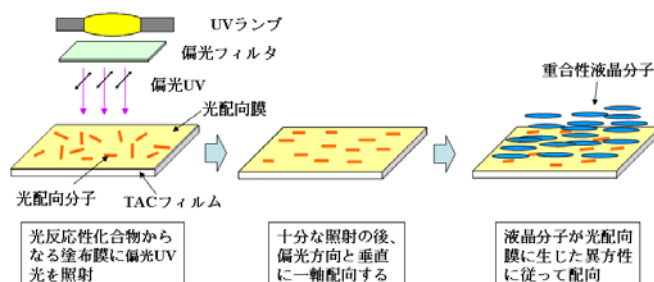 UVランプ
偏光フィルタ
偏光UV
光配向膜
光配向分子
TACフィルム
重合性液晶分子
光反応性化合物から
なる塗布膜に偏光UV
光を照射
十分な照射の後、
偏光方向と垂直
に一軸配向する
液晶分子が光配向
膜に生じた異方性
に従って配向